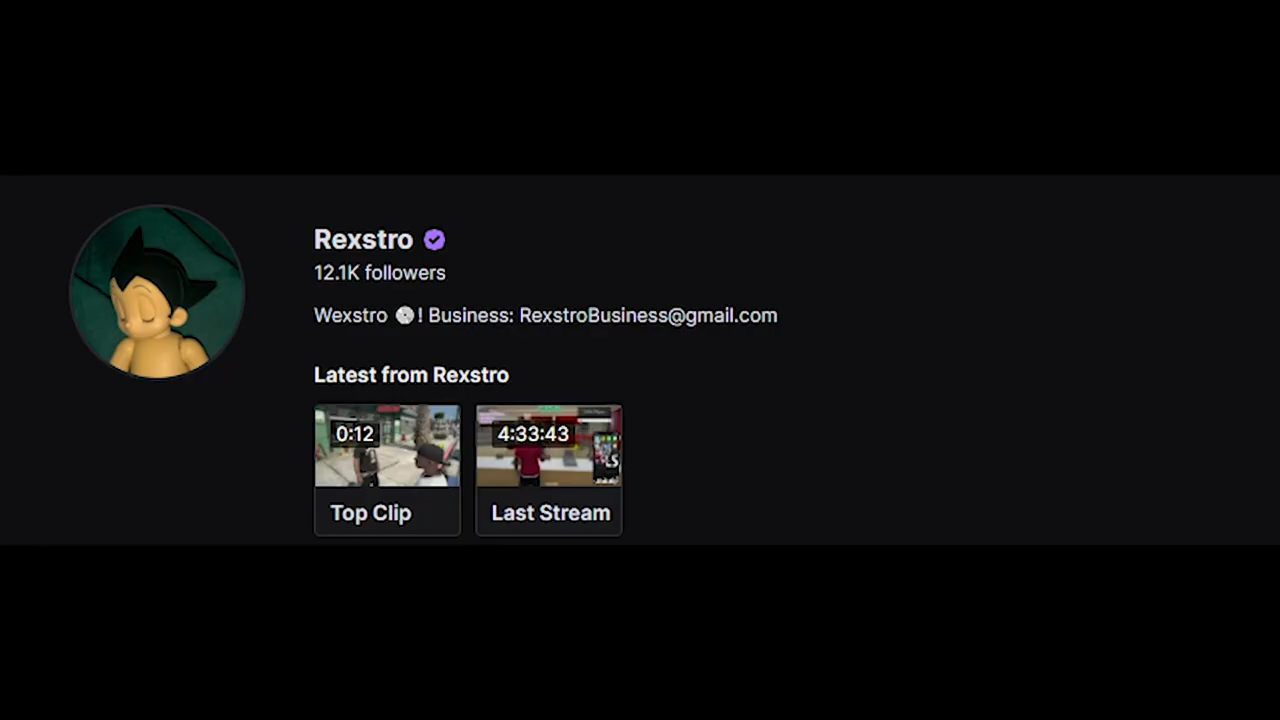 Rexstro
12.1K followers
Wexstro ! Business: RexstroBusiness@gmail.com
Latest from Rexstro
0:12
4:33:43
Top Clip
Last Stream